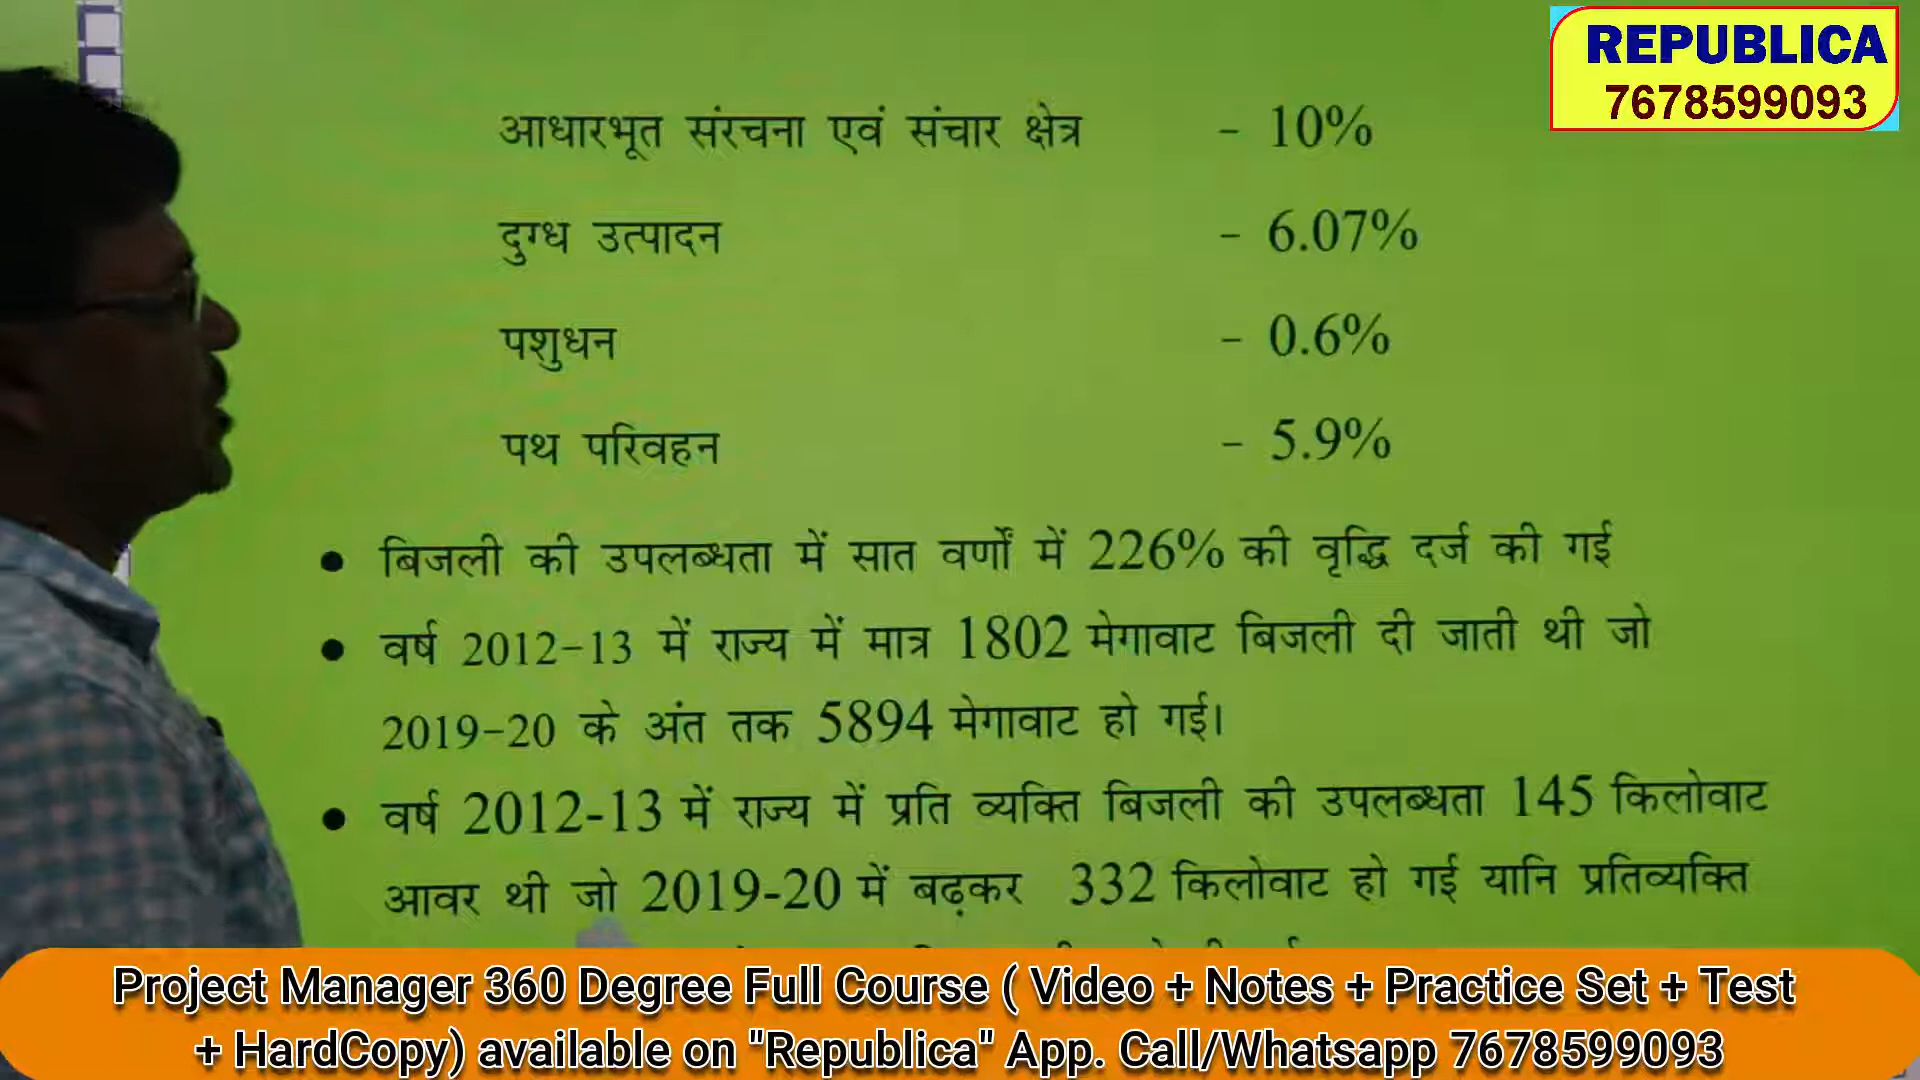 REPUBLICA
7678599093
आधारभूत संरचना एवं संचार क्षेत्र - 10%
दुग्ध उत्पादन - 6.07%
पशुधन - 0.6%
पथ परिवहन - 5.9%
• बिजली की उपलब्धता में सात वर्णों में 226% की वृद्धि दर्ज की गई
• वर्ष 2012-13 में राज्य में मात्र 1802 मेगावाट बिजली दी जाती थी जो
2019-20 के अंत तक 5894 मेगावाट हो गई।
• वर्ष 2012-13 में राज्य में प्रति व्यक्ति बिजली की उपलब्धता 145 किलोवाट
आवर थी जो 2019-20 में बढ़कर 332 किलोवाट हो गई यानि प्रतिव्यक्ति
Project Manager 360 Degree Full Course ( Video + Notes + Practice Set + Test
+ HardCopy) available on "Republica" App. Call/Whatsapp 7678599093